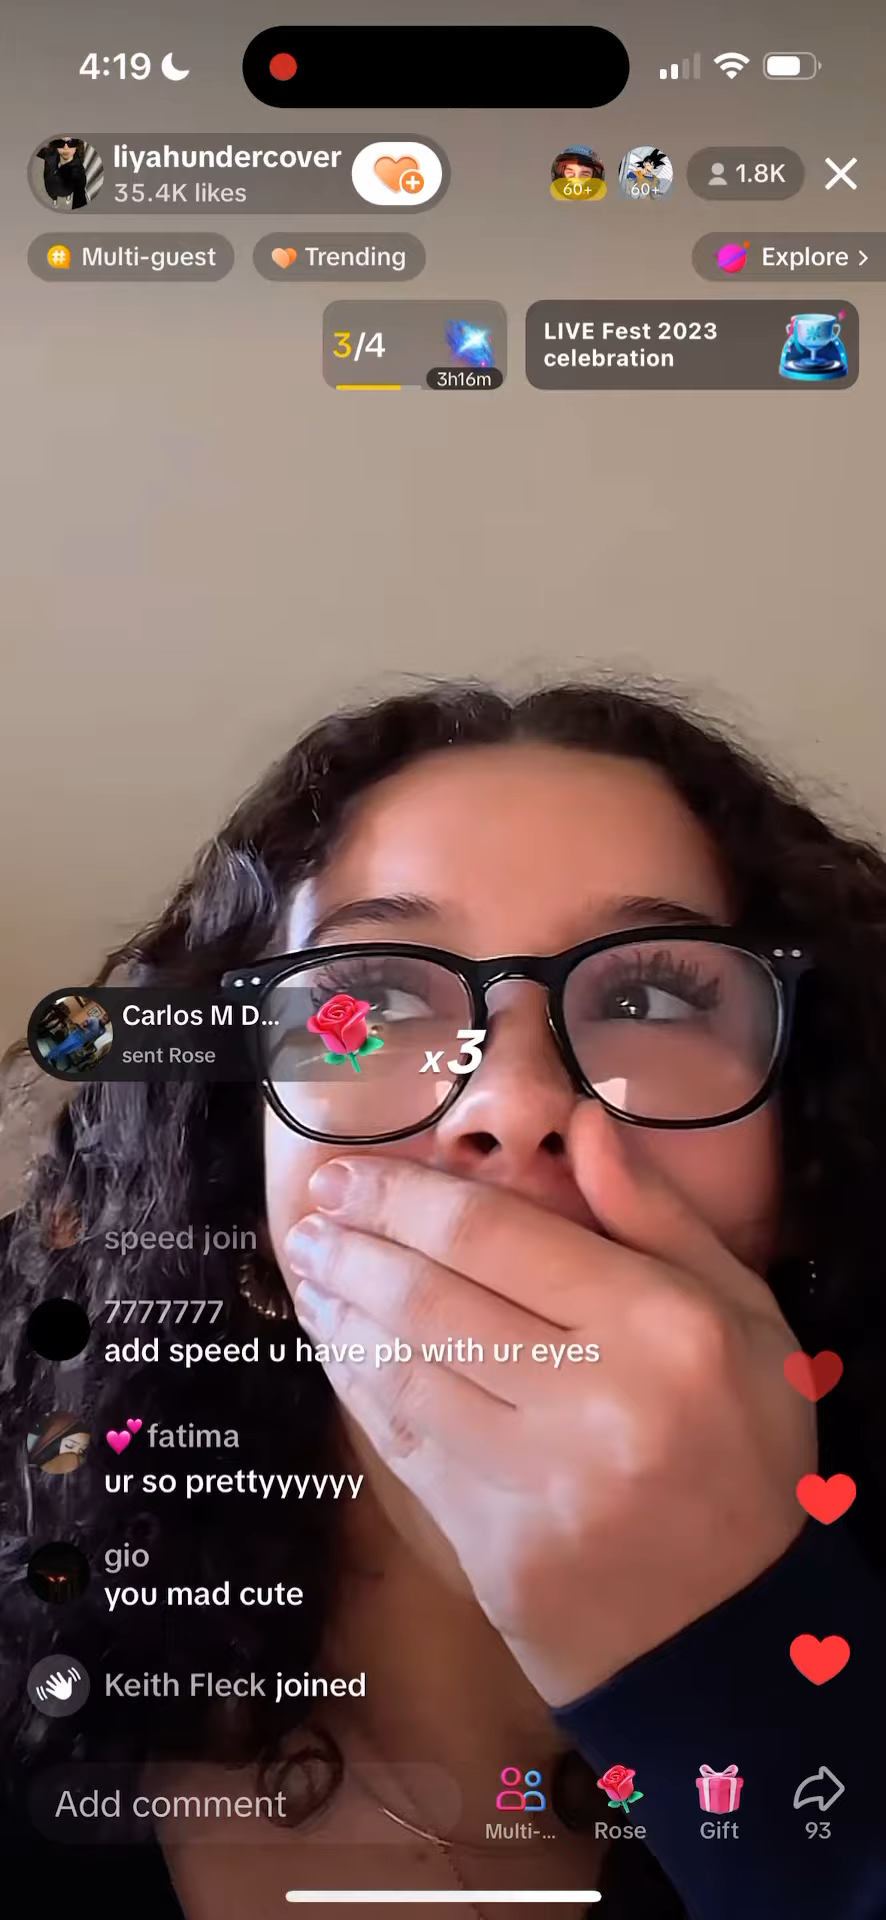 4:19
liyahundercover
35.4K likes
60+
60+
1.8K
Multi-guest
Trending
Explore >
3/4
3h16m
LIVE Fest 2023
celebration
Carlos M D...
sent Rose
x3
speed join
7777777
add speed u have pb with ur eyes
💕 fatima
ur so prettyyyyyy
gio
you mad cute
Keith Fleck joined
Add comment
Multi-...
Rose
Gift
93